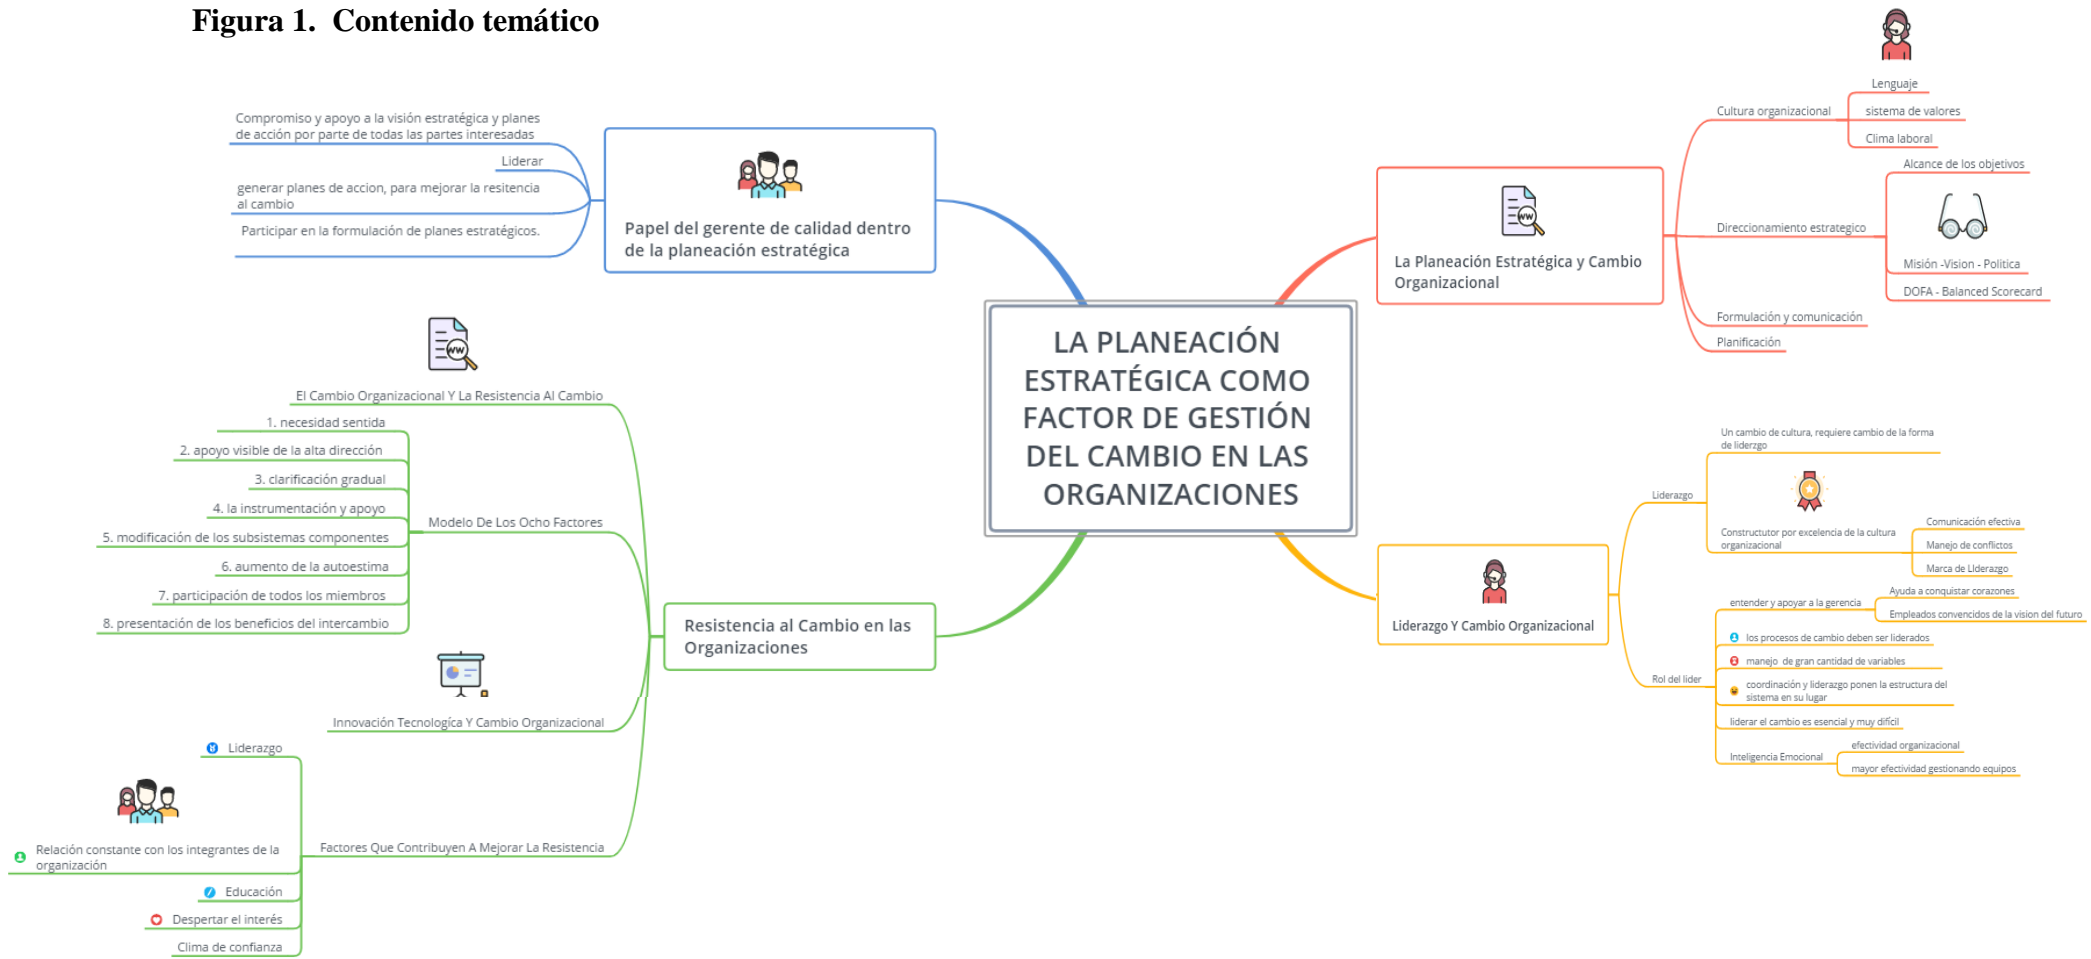 Figura 1.  Contenido temático
LA PLANEACIÓN
ESTRATÉGICA COMO
FACTOR DE GESTIÓN
DEL CAMBIO EN LAS
ORGANIZACIONES
Papel del gerente de calidad dentro
de la planeación estratégica
Compromiso y apoyo a la visión estratégica y planes
de acción por parte de todas las partes interesadas
Liderar
generar planes de accion, para mejorar la resitencia
al cambio
Participar en la formulación de planes estratégicos.
La Planeación Estratégica y Cambio
Organizacional
Cultura organizacional
Lenguaje
sistema de valores
Clima laboral
Direccionamiento estrategico
Alcance de los objetivos
Misión -Vision - Politica
DOFA - Balanced Scorecard
Formulación y comunicación
Planificación
Resistencia al Cambio en las
Organizaciones
El Cambio Organizacional Y La Resistencia Al Cambio
Modelo De Los Ocho Factores
1. necesidad sentida
2. apoyo visible de la alta dirección
3. clarificación gradual
4. la instrumentación y apoyo
5. modificación de los subsistemas componentes
6. aumento de la autoestima
7. participación de todos los miembros
8. presentación de los beneficios del intercambio
Innovación Tecnologíca Y Cambio Organizacional
Factores Que Contribuyen A Mejorar La Resistencia
Liderazgo
Relación constante con los integrantes de la
organización
Educación
Despertar el interés
Clima de confianza
Liderazgo Y Cambio Organizacional
Liderazgo
Un cambio de cultura, requiere cambio de la forma
de liderzgo
Constructutor por excelencia de la cultura
organizacional
Comunicación efectiva
Manejo de conflictos
Marca de LIderazgo
Rol del lider
entender y apoyar a la gerencia
Ayuda a conquistar corazones
Empleados convencidos de la vision del futuro
los procesos de cambio deben ser liderados
manejo  de gran cantidad de variables
coordinación y liderazgo ponen la estructura del
sistema en su lugar
liderar el cambio es esencial y muy difícil
Inteligencia Emocional
efectividad organizacional
mayor efectividad gestionando equipos